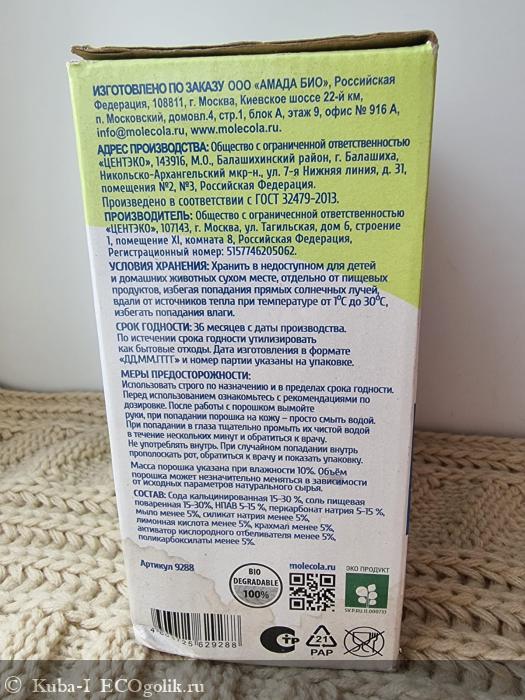 ИЗГОТОВЛЕНО ПО ЗАКАЗУ ООО «АМАДА БИО», Российская
Федерация, 108811, г. Москва, Киевское шоссе 22-й км,
п. Московский, домовл.4, стр.1, блок А, этаж 9, офис № 916 А,
info@molecola.ru, www.molecola.ru.
АДРЕС ПРОИЗВОДСТВА: Общество с ограниченной ответственностью
«ЦЕНТЭКО», 143916, М.О., Балашихинский район, г. Балашиха,
Никольско-Архангельский мкр-н., ул. 7-я Нижняя линия, д. 31,
помещения №2, №3, Российская Федерация.
Произведено в соответствии с ГОСТ 32479-2013.
ПРОИЗВОДИТЕЛЬ: Общество с ограниченной ответственностью
«ЦЕНТЭКО», 107143, г. Москва, ул. Тагильская, дом 6, строение
1, помещение XI, комната 8, Российская Федерация,
Регистрационный номер: 5157746205062.
УСЛОВИЯ ХРАНЕНИЯ: Хранить в недоступном для детей
и домашних животных сухом месте, отдельно от пищевых
продуктов, избегая попадания прямых солнечных лучей,
вдали от источников тепла при температуре от 1°С до 30°С,
избегать попадания влаги.
СРОК ГОДНОСТИ: 36 месяцев с даты производства.
По истечении срока годности утилизировать
как бытовые отходы. Дата изготовления в формате
«ДД.ММ.ГГГГ» и номер партии указаны на упаковке.
МЕРЫ ПРЕДОСТОРОЖНОСТИ:
Использовать строго по назначению и в пределах срока годности.
Перед использованием ознакомьтесь с рекомендациями по
дозировке. После работы с порошком вымойте
руки, при попадании порошка на кожу – просто смыть водой.
При попадании в глаза тщательно промыть их чистой водой
в течение нескольких минут и обратиться к врачу.
Не употреблять внутрь. При случайном попадании внутрь
прополоскать рот, обратиться к врачу и показать упаковку.
Масса порошка указана при влажности 10%. Объём
порошка может незначительно меняться в зависимости
от исходных параметров натурального сырья.
СОСТАВ: Сода кальцинированная 15-30 %, соль пищевая
поваренная 15-30%, НПАВ 5-15 %, перкарбонат натрия 5-15 %,
мыло менее 5%, силикат натрия менее 5%,
лимонная кислота менее 5%, крахмал менее 5%,
активатор кислородного отбеливателя менее 5%,
поликарбоксилаты менее 5%.
Артикул 9288
BIO
DEGRADABLE
100%
molecola.ru
ЭКО ПРОДУКТ
629288
ТР
21
PAP
© Kuba-I ECOgolik.ru